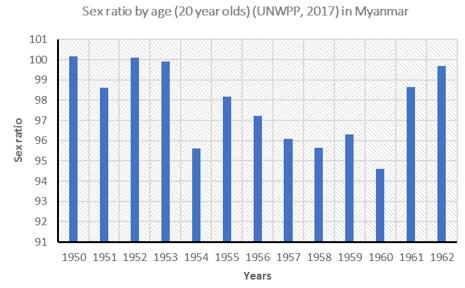 Sex ratio by age (20 year olds) (UNWPP, 2017) in Myanmar
101
100
99
98
97
96
95
94
93
92
91
Sex ratio
1950 1951 1952 1953 1954 1955 1956 1957 1958 1959 1960 1961 1962
Years